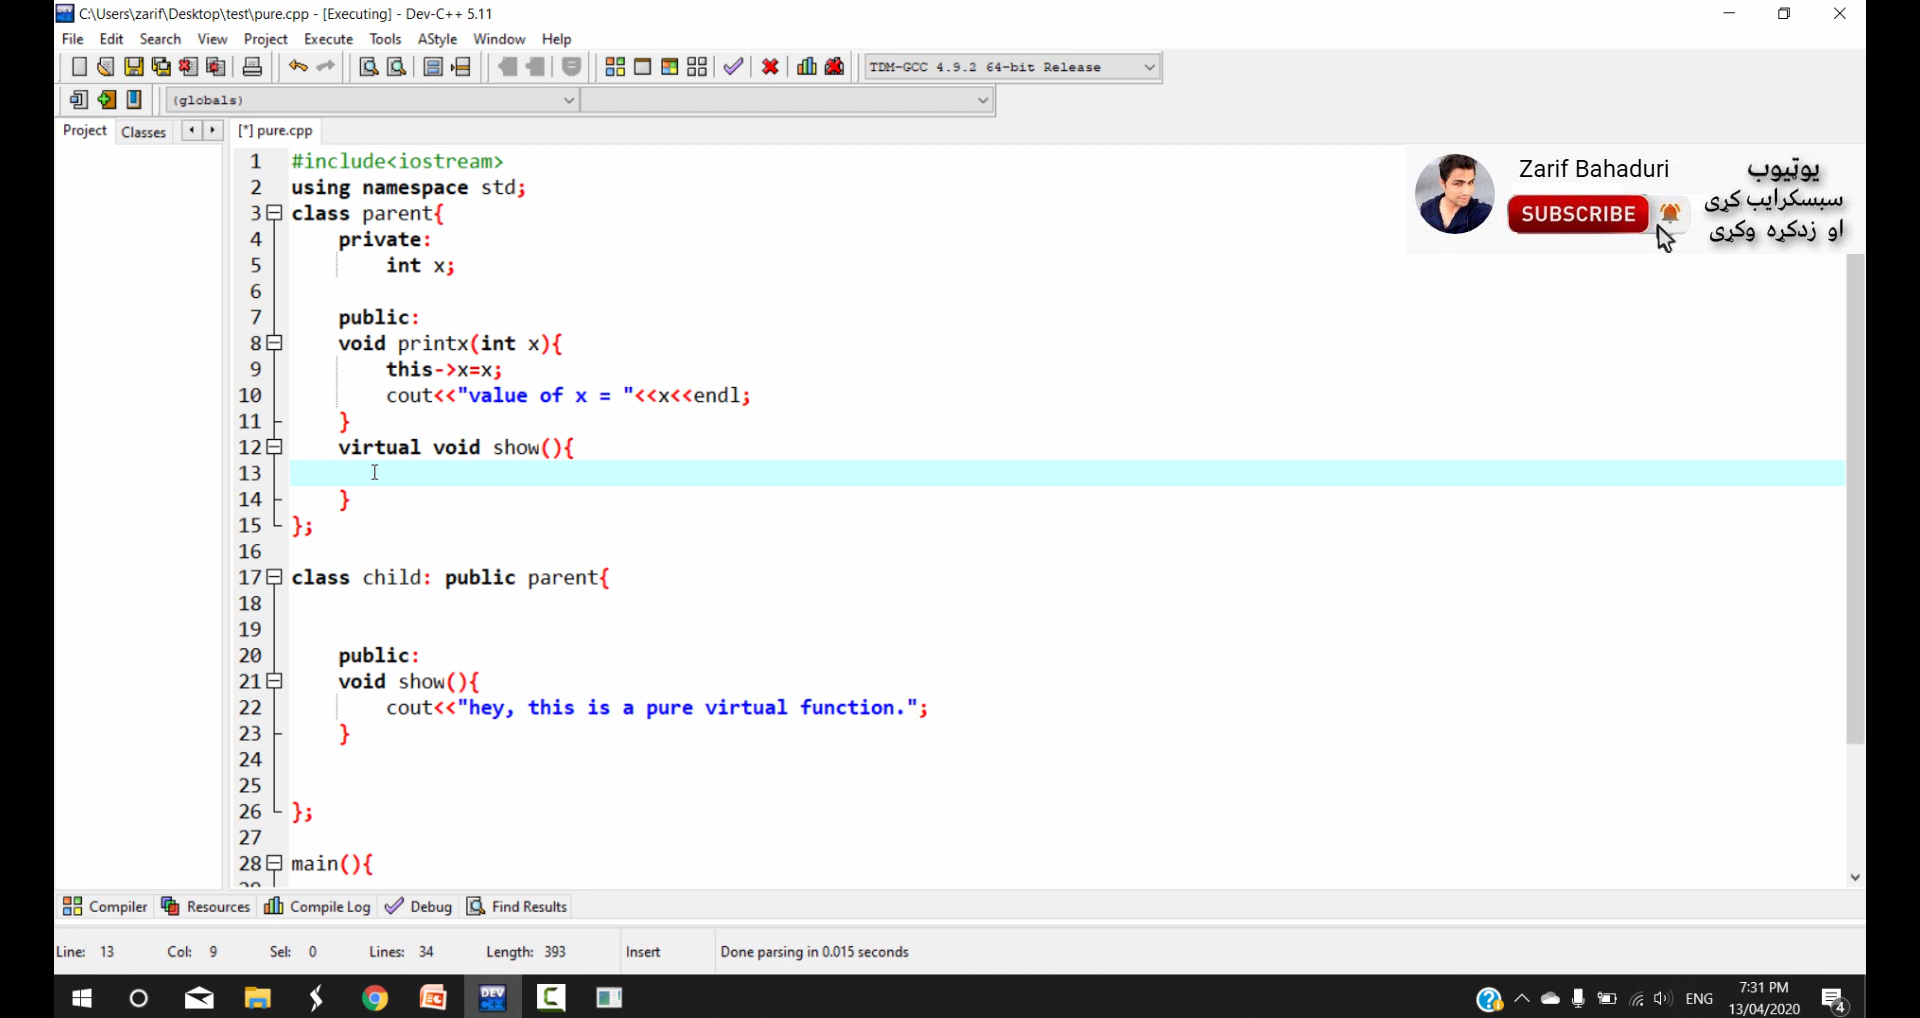 C:\Users\zarif\Desktop\test\pure.cpp - [Executing] - Dev-C++ 5.11
File Edit Search View Project Execute Tools AStyle Window Help
TDM-GCC 4.9.2 64-bit Release
(globals)
Project Classes [*] pure.cpp
1 #include<iostream>
2 using namespace std;
3 class parent{
4 private:
5 int x;
6
7 public:
8 void printx(int x){
9 this->x=x;
10 cout<<"value of x = "<<x<<endl;
11 }
12 virtual void show(){
13
14 }
15 };
16
17 class child: public parent{
18
19
20 public:
21 void show(){
22 cout<<"hey, this is a pure virtual function.";
23 }
24
25
26 };
27
28 main(){
Zarif Bahaduri
SUBSCRIBE
یوټیوب
سبسکرایب کړی
او زدکړه وکړی
Compiler Resources Compile Log Debug Find Results
Line: 13 Col: 9 Sel: 0 Lines: 34 Length: 393 Insert Done parsing in 0.015 seconds
DEV
ENG
7:31 PM
13/04/2020
4